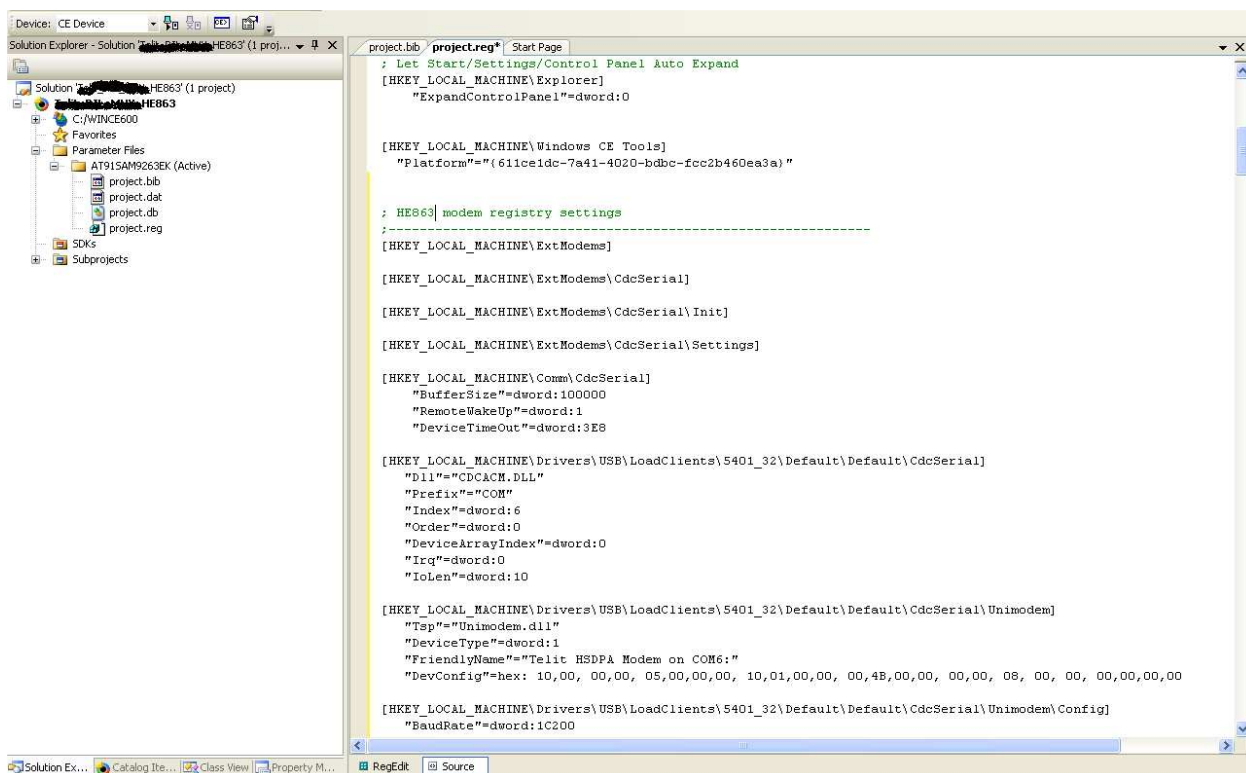 Device: CE Device
Solution Explorer - Solution HE863' (1 proj...
Solution HE863' (1 project)
HE863
C:/WINCE600
Favorites
Parameter Files
AT91SAM9263EK (Active)
project.bib
project.dat
project.db
project.reg
SDKs
Subprojects
Solution Ex... Catalog Ite... Class View Property M...
project.bib project.reg* Start Page
; Let Start/Settings/Control Panel Auto Expand
[HKEY_LOCAL_MACHINE\Explorer]
"ExpandControlPanel"=dword:0
[HKEY_LOCAL_MACHINE\Windows CE Tools]
"Platform"="{611ce1dc-7a41-4020-bdbc-fcc2b460ea3a}"
; HE863 modem registry settings
;---------------------------------------------------------------
[HKEY_LOCAL_MACHINE\ExtModems]
[HKEY_LOCAL_MACHINE\ExtModems\CdcSerial]
[HKEY_LOCAL_MACHINE\ExtModems\CdcSerial\Init]
[HKEY_LOCAL_MACHINE\ExtModems\CdcSerial\Settings]
[HKEY_LOCAL_MACHINE\Comm\CdcSerial]
"BufferSize"=dword:100000
"RemoteWakeUp"=dword:1
"DeviceTimeOut"=dword:3E8
[HKEY_LOCAL_MACHINE\Drivers\USB\LoadClients\5401_32\Default\Default\CdcSerial]
"Dll"="CDCACM.DLL"
"Prefix"="COM"
"Index"=dword:6
"Order"=dword:0
"DeviceArrayIndex"=dword:0
"Irq"=dword:0
"IoLen"=dword:10
[HKEY_LOCAL_MACHINE\Drivers\USB\LoadClients\5401_32\Default\Default\CdcSerial\Unimodem]
"Tsp"="Unimodem.dll"
"DeviceType"=dword:1
"FriendlyName"="Telit HSDPA Modem on COM6:"
"DevConfig"=hex: 10,00, 00,00, 05,00,00,00, 10,01,00,00, 00,4B,00,00, 00,00, 08, 00, 00, 00,00,00,00
[HKEY_LOCAL_MACHINE\Drivers\USB\LoadClients\5401_32\Default\Default\CdcSerial\Unimodem\Config]
"BaudRate"=dword:1C200
RegEdit Source